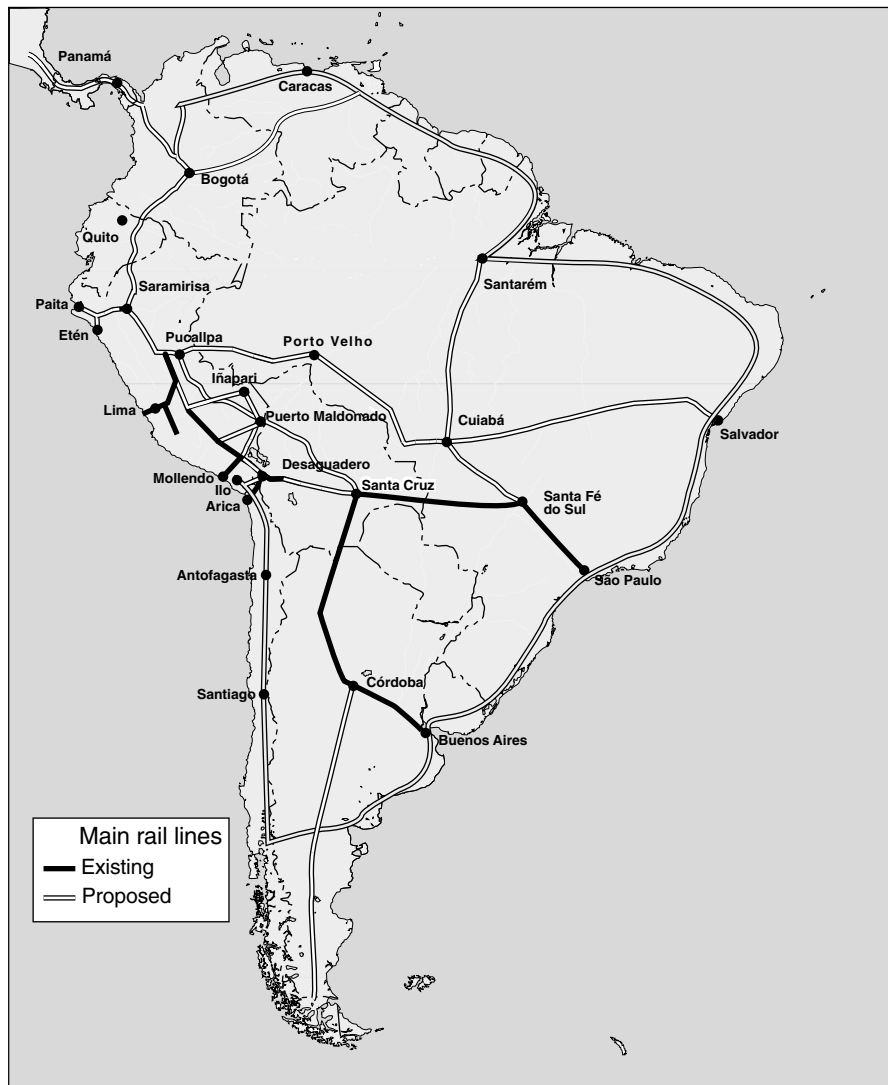 Panamá
Caracas
Bogotá
Quito
Santarém
Saramirisa
Paita
Etén
Pucallpa
Porto Velho
Iñapari
Lima
Puerto Maldonado
Cuiabá
Salvador
Desaguadero
Mollendo
Ilo
Santa Cruz
Arica
Santa Fé
do Sul
Antofagasta
São Paulo
Santiago
Córdoba
Buenos Aires
Main rail lines
Existing
Proposed